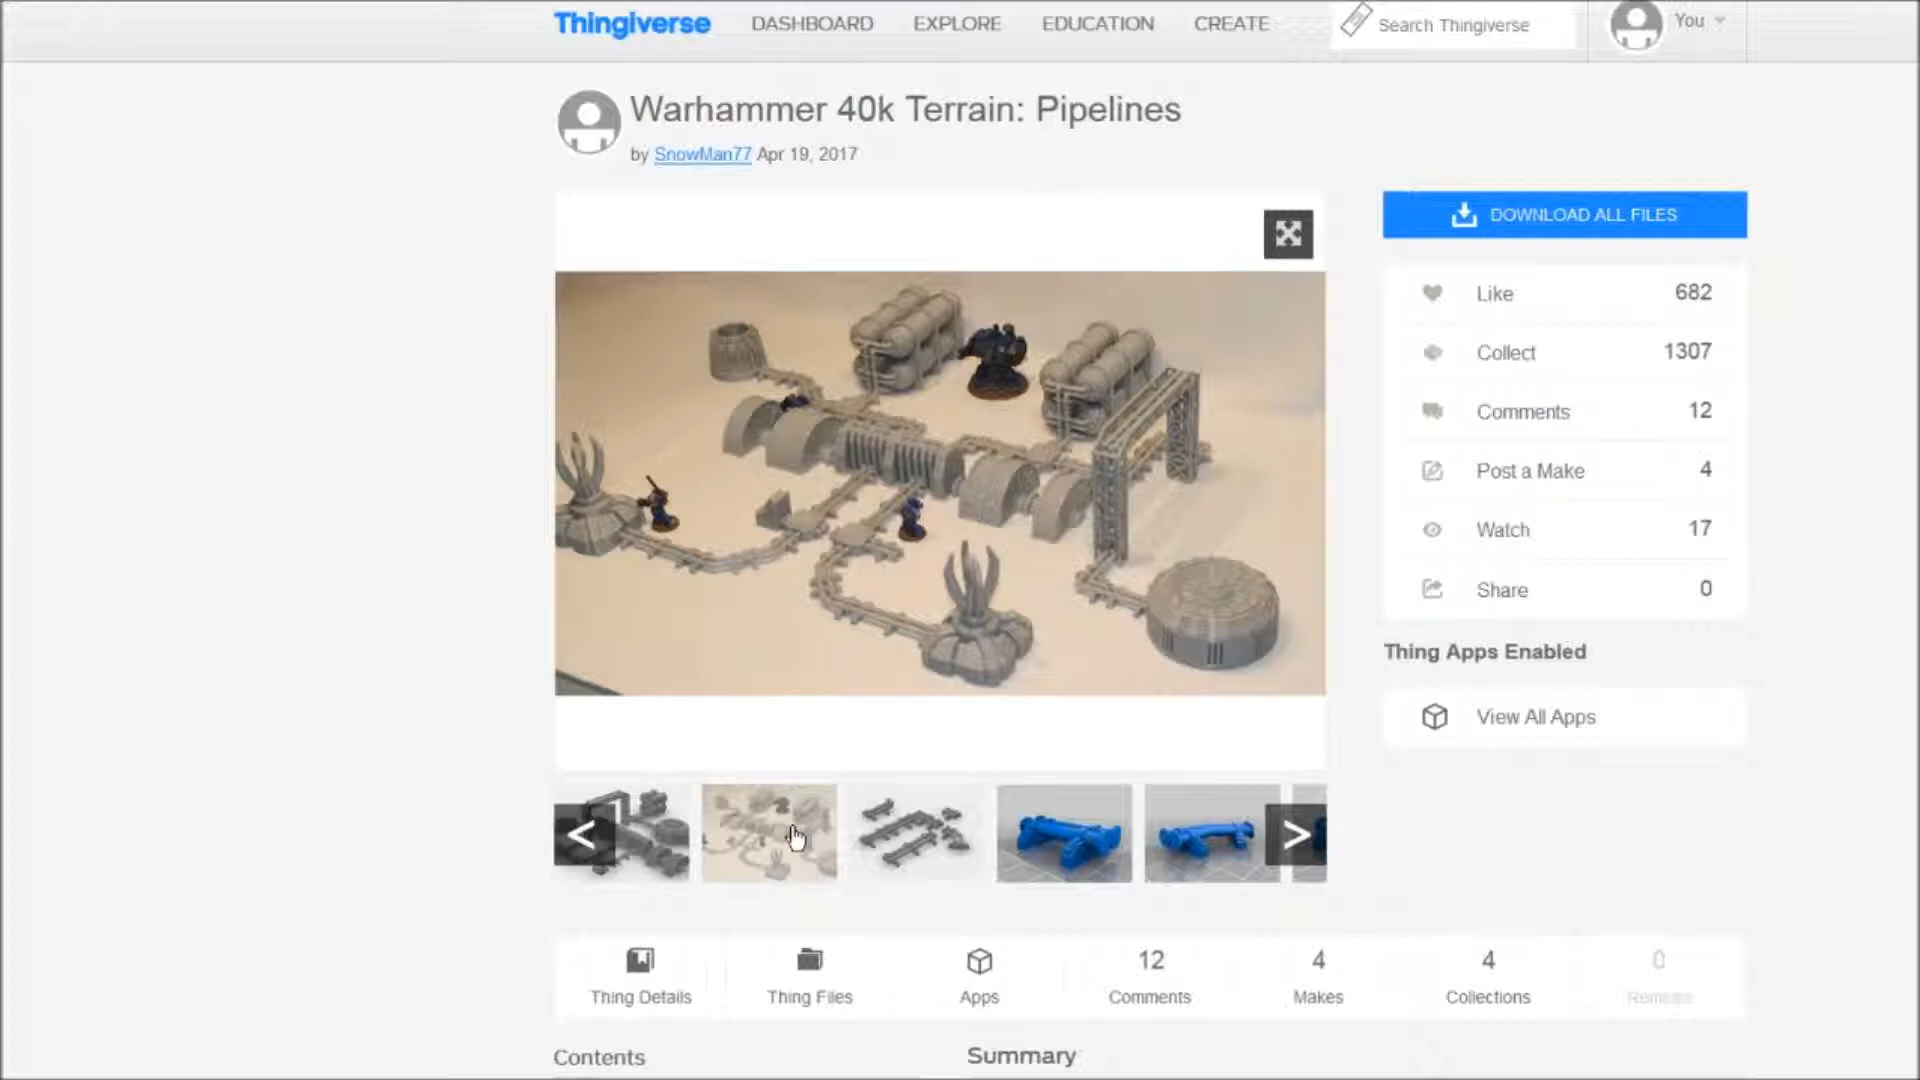 Thingiverse DASHBOARD EXPLORE EDUCATION CREATE Search Thingiverse You
Warhammer 40k Terrain: Pipelines
by SnowMan77 Apr 19, 2017
DOWNLOAD ALL FILES
Like 682
Collect 1307
Comments 12
Post a Make 4
Watch 17
Share 0
Thing Apps Enabled
View All Apps
< >
12 4 4 0
Thing Details Thing Files Apps Comments Makes Collections Remixes
Contents Summary